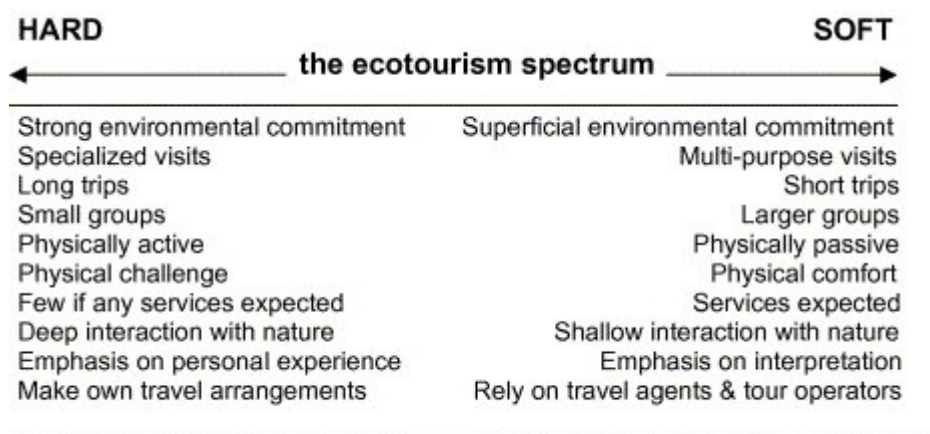 HARD SOFT
the ecotourism spectrum
Strong environmental commitment Superficial environmental commitment
Specialized visits Multi-purpose visits
Long trips Short trips
Small groups Larger groups
Physically active Physically passive
Physical challenge Physical comfort
Few if any services expected Services expected
Deep interaction with nature Shallow interaction with nature
Emphasis on personal experience Emphasis on interpretation
Make own travel arrangements Rely on travel agents & tour operators